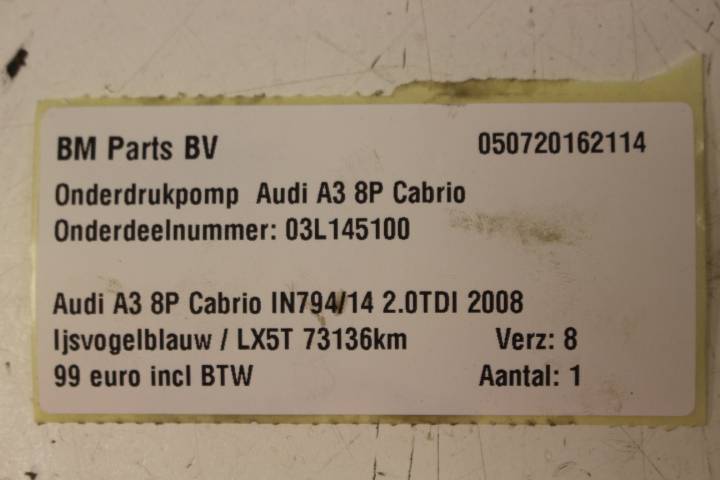 BM Parts BV 050720162114
Onderdrukpomp Audi A3 8P Cabrio
Onderdeelnummer: 03L145100
Audi A3 8P Cabrio IN794/14 2.0TDI 2008
Ijsvogelblauw / LX5T 73136km Verz: 8
99 euro incl BTW Aantal: 1